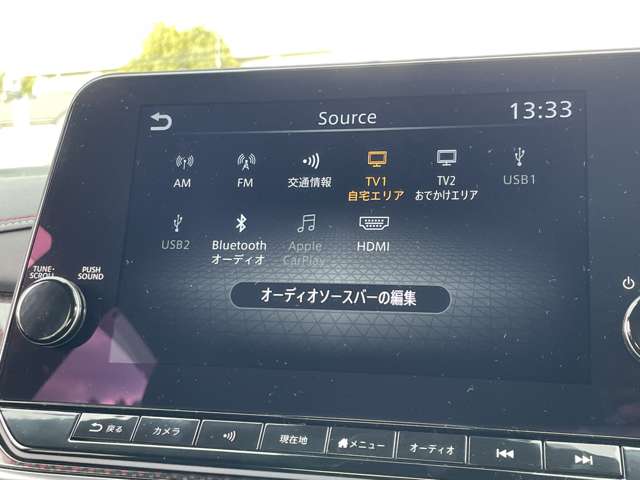 Source
13:33
AM
FM
交通情報
TV1
自宅エリア
TV2
おでかけエリア
USB1
USB2
Bluetooth
オーディオ
Apple
CarPlay
HDMI
オーディオソースバーの編集
TUNE·
SCROLL
PUSH
SOUND
戻る
カメラ
現在地
メニュー
オーディオ